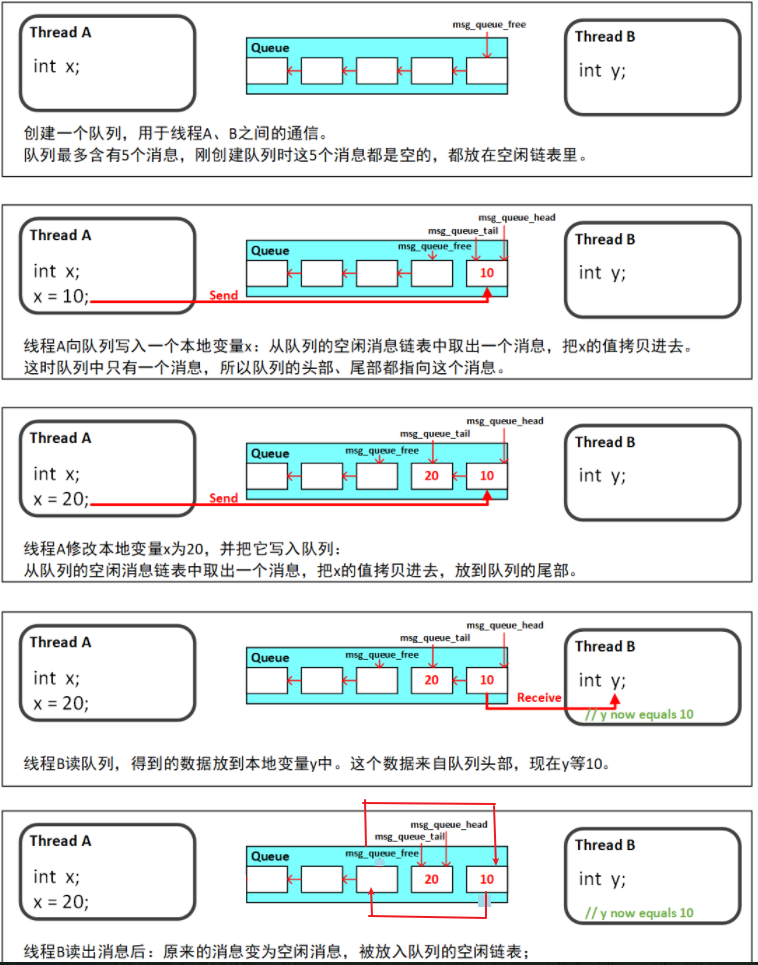 msg_queue_free
Thread A
Queue
Thread B
int x;
int y;
创建一个队列，用于线程A、B之间的通信。
队列最多含有5个消息，刚创建队列时这5个消息都是空的，都放在空闲链表里。
msg_queue_head
msg_queue_tail
Thread A
msg_queue_free
Thread B
Queue
int x;
10
int y;
x = 10;
Send
线程A向队列写入一个本地变量x：从队列的空闲消息链表中取出一个消息，把x的值拷贝进去。
这时队列中只有一个消息，所以队列的头部、尾部都指向这个消息。
msg_queue_head
msg_queue_tail
Thread A
msg_queue_free
Thread B
Queue
int x;
20
10
int y;
x = 20;
Send
线程A修改本地变量x为20，并把它写入队列：
从队列的空闲消息链表中取出一个消息，把x的值拷贝进去，放到队列的尾部。
msg_queue_head
msg_queue_tail
Thread A
msg_queue_free
Thread B
Queue
int x;
20
10
int y;
x = 20;
Receive
// y now equals 10
线程B读队列，得到的数据放到本地变量y中。这个数据来自队列头部，现在y等10。
msg_queue_head
msg_queue_tail
Thread A
msg_queue_free
Thread B
Queue
int x;
20
10
int y;
x = 20;
// y now equals 10
线程B读出消息后：原来的消息变为空闲消息，被放入队列的空闲链表；